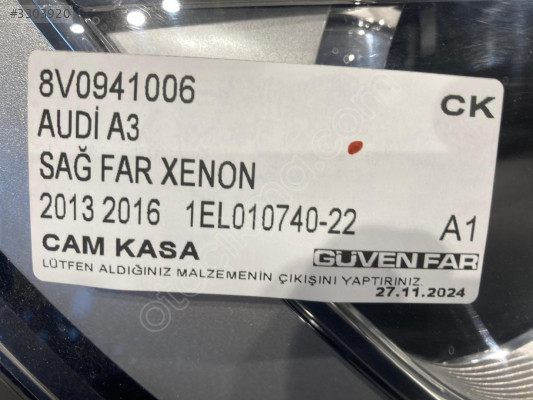 #3303920
8V0941006
CK
AUDİ A3
SAĞ FAR XENON
2013 2016 1EL010740-22 A1
CAM KASA GÜVEN FAR
LÜTFEN ALDIĞINIZ MALZEMENİN ÇIKIŞINI YAPTIRINIZ.
27.11.2024